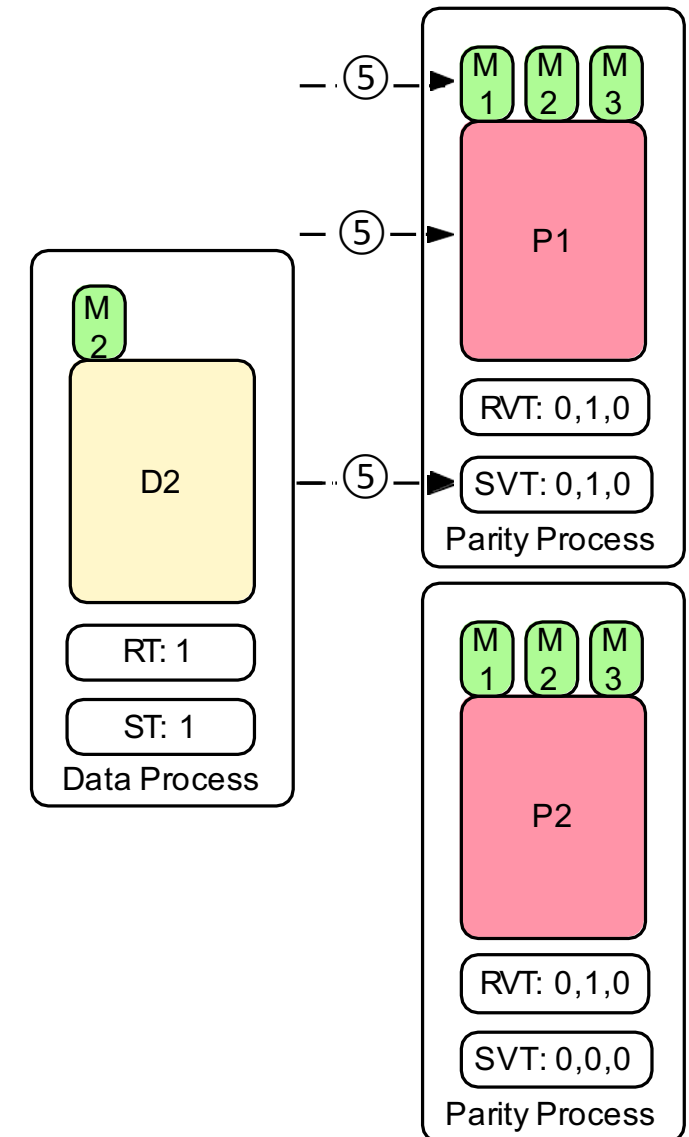 ⑤
M M M
1 2 3
⑤
P1
RVT: 0,1,0
⑤
SVT: 0,1,0
Parity Process
M
2
D2
RT: 1
ST: 1
Data Process
M M M
1 2 3
P2
RVT: 0,1,0
SVT: 0,0,0
Parity Process